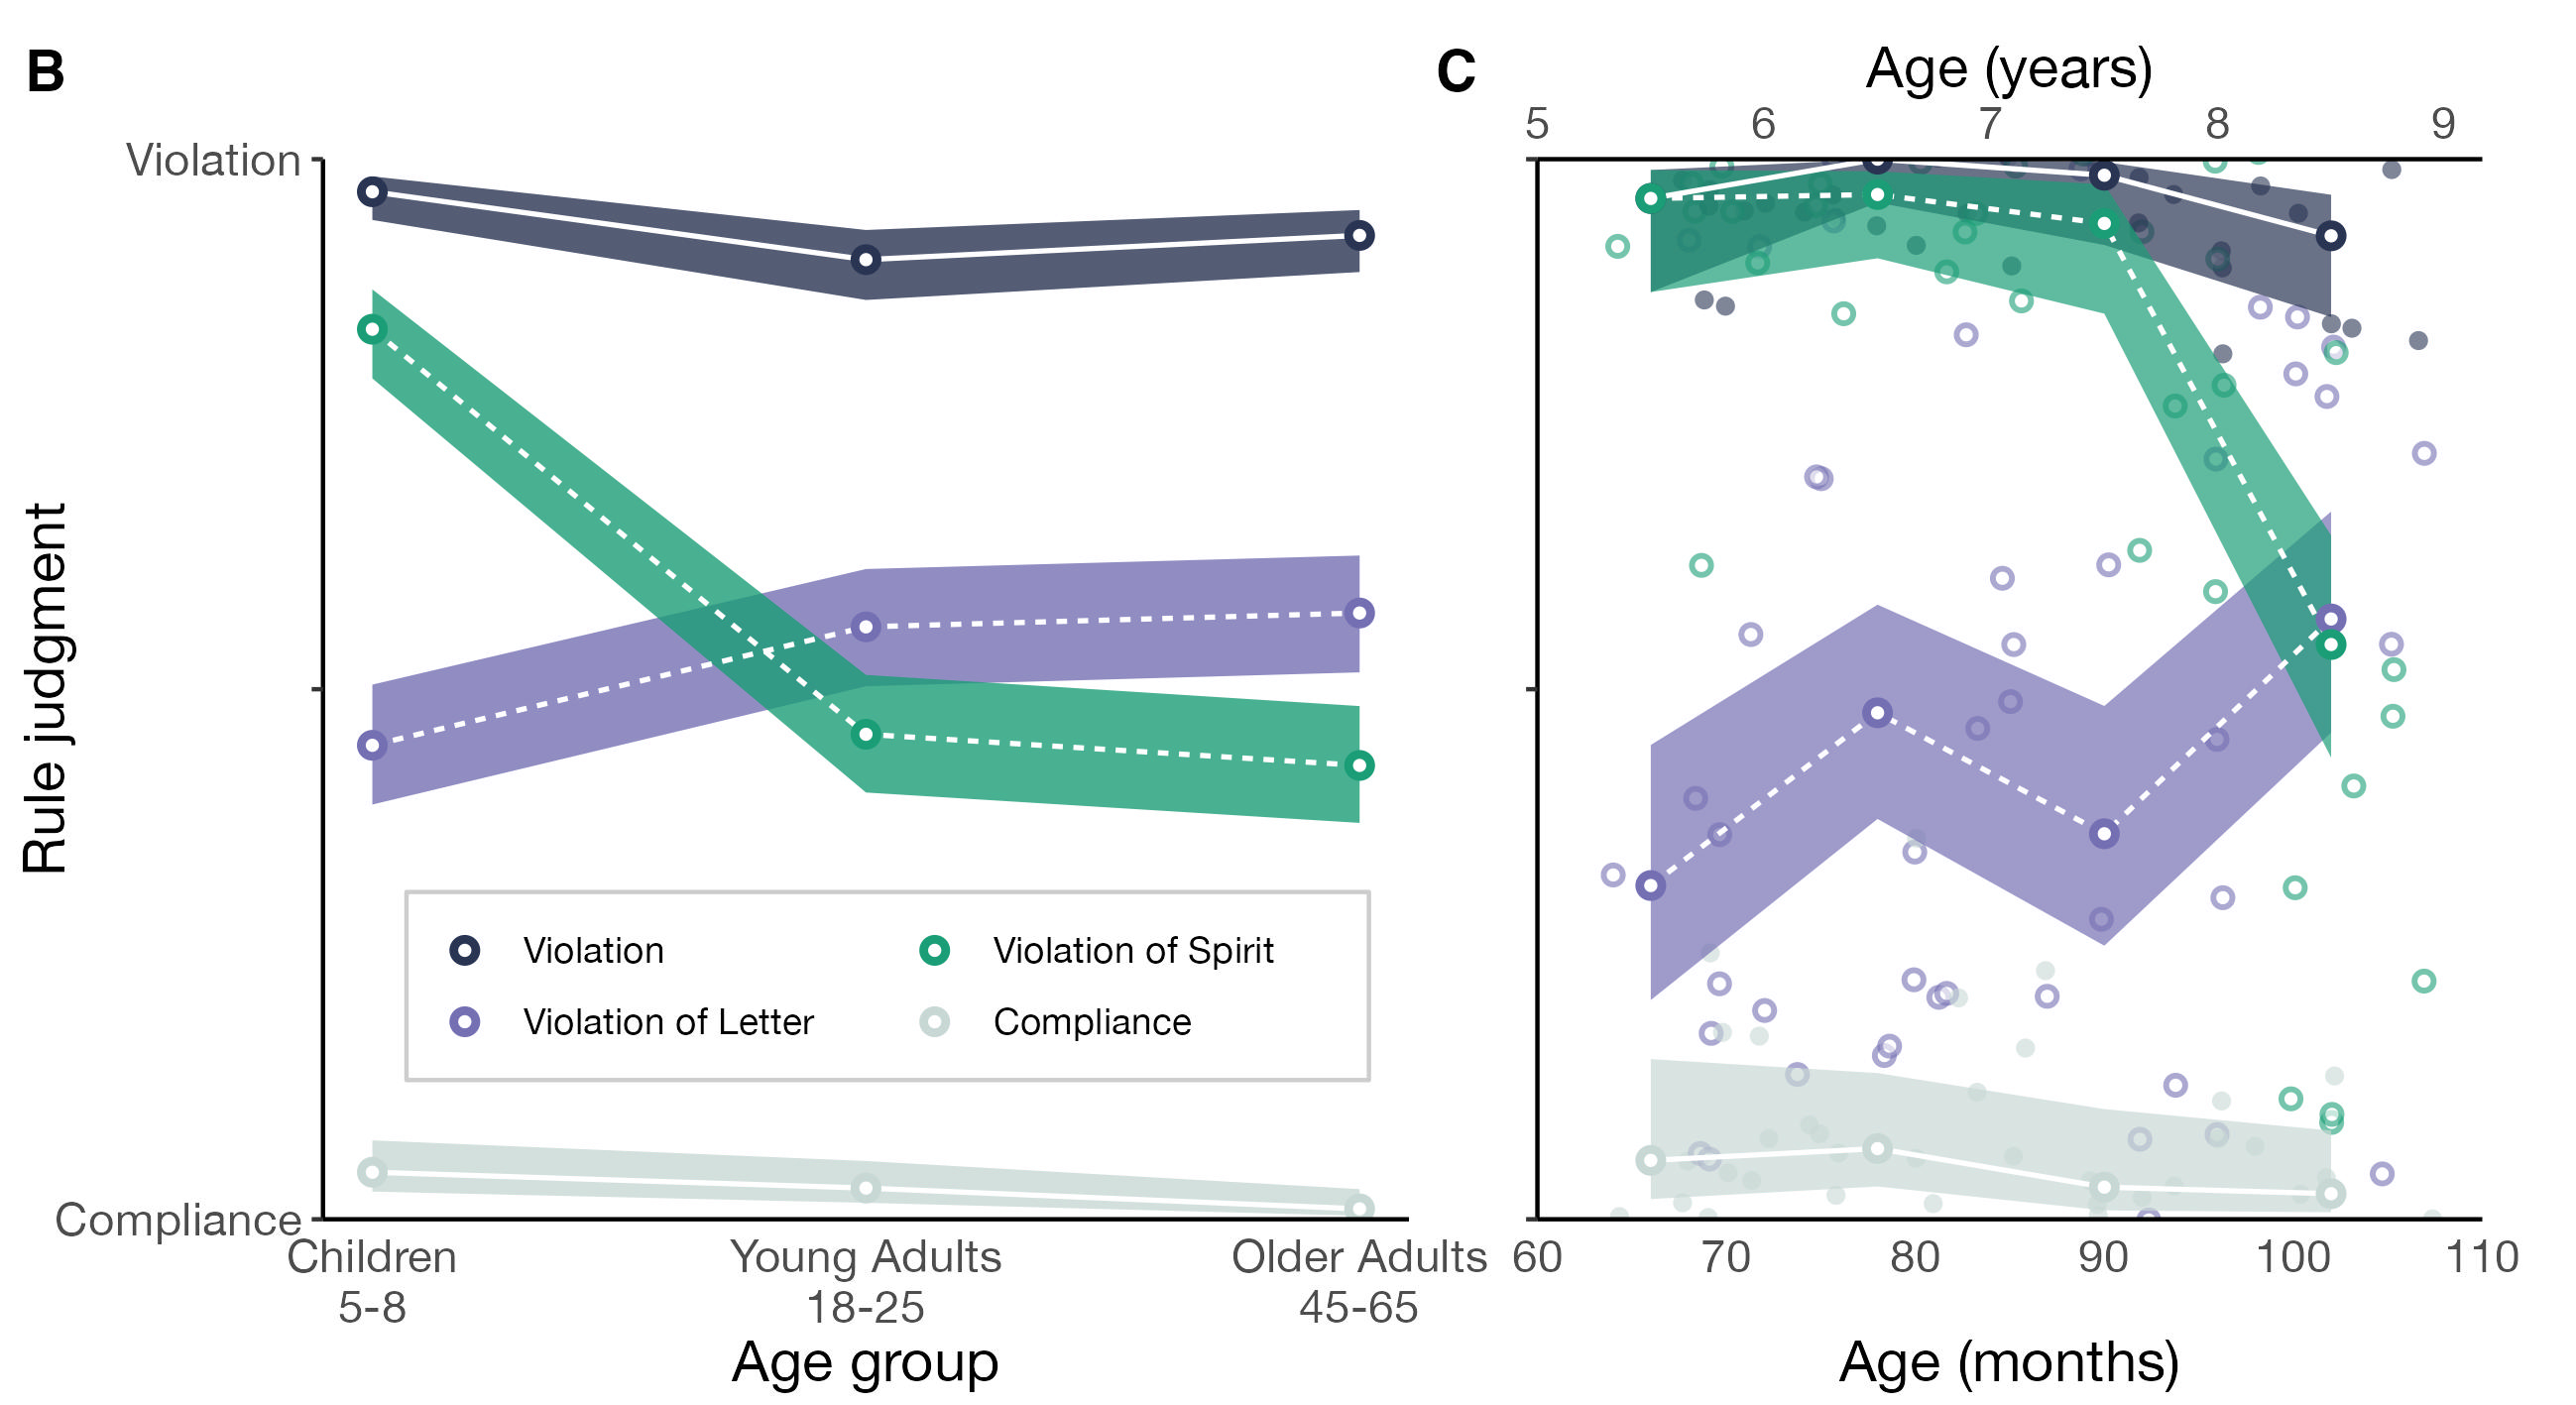 B
Violation
Rule judgment
Compliance
Children
5-8
Young Adults
18-25
Older Adults
45-65
Age group
Violation
Violation of Spirit
Violation of Letter
Compliance
C
Age (years)
5 6 7 8 9
60 70 80 90 100 110
Age (months)